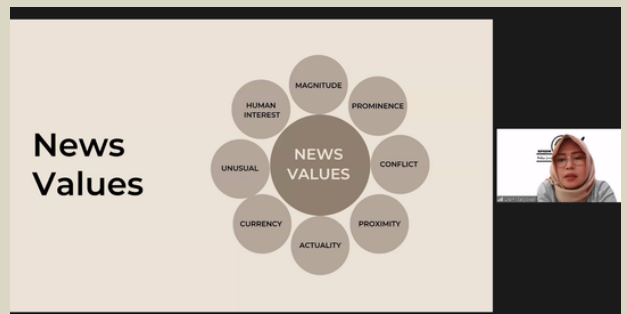 News
Values
MAGNITUDE
HUMAN
INTEREST
PROMINENCE
NEWS
VALUES
UNUSUAL
CONFLICT
CURRENCY
PROXIMITY
ACTUALITY